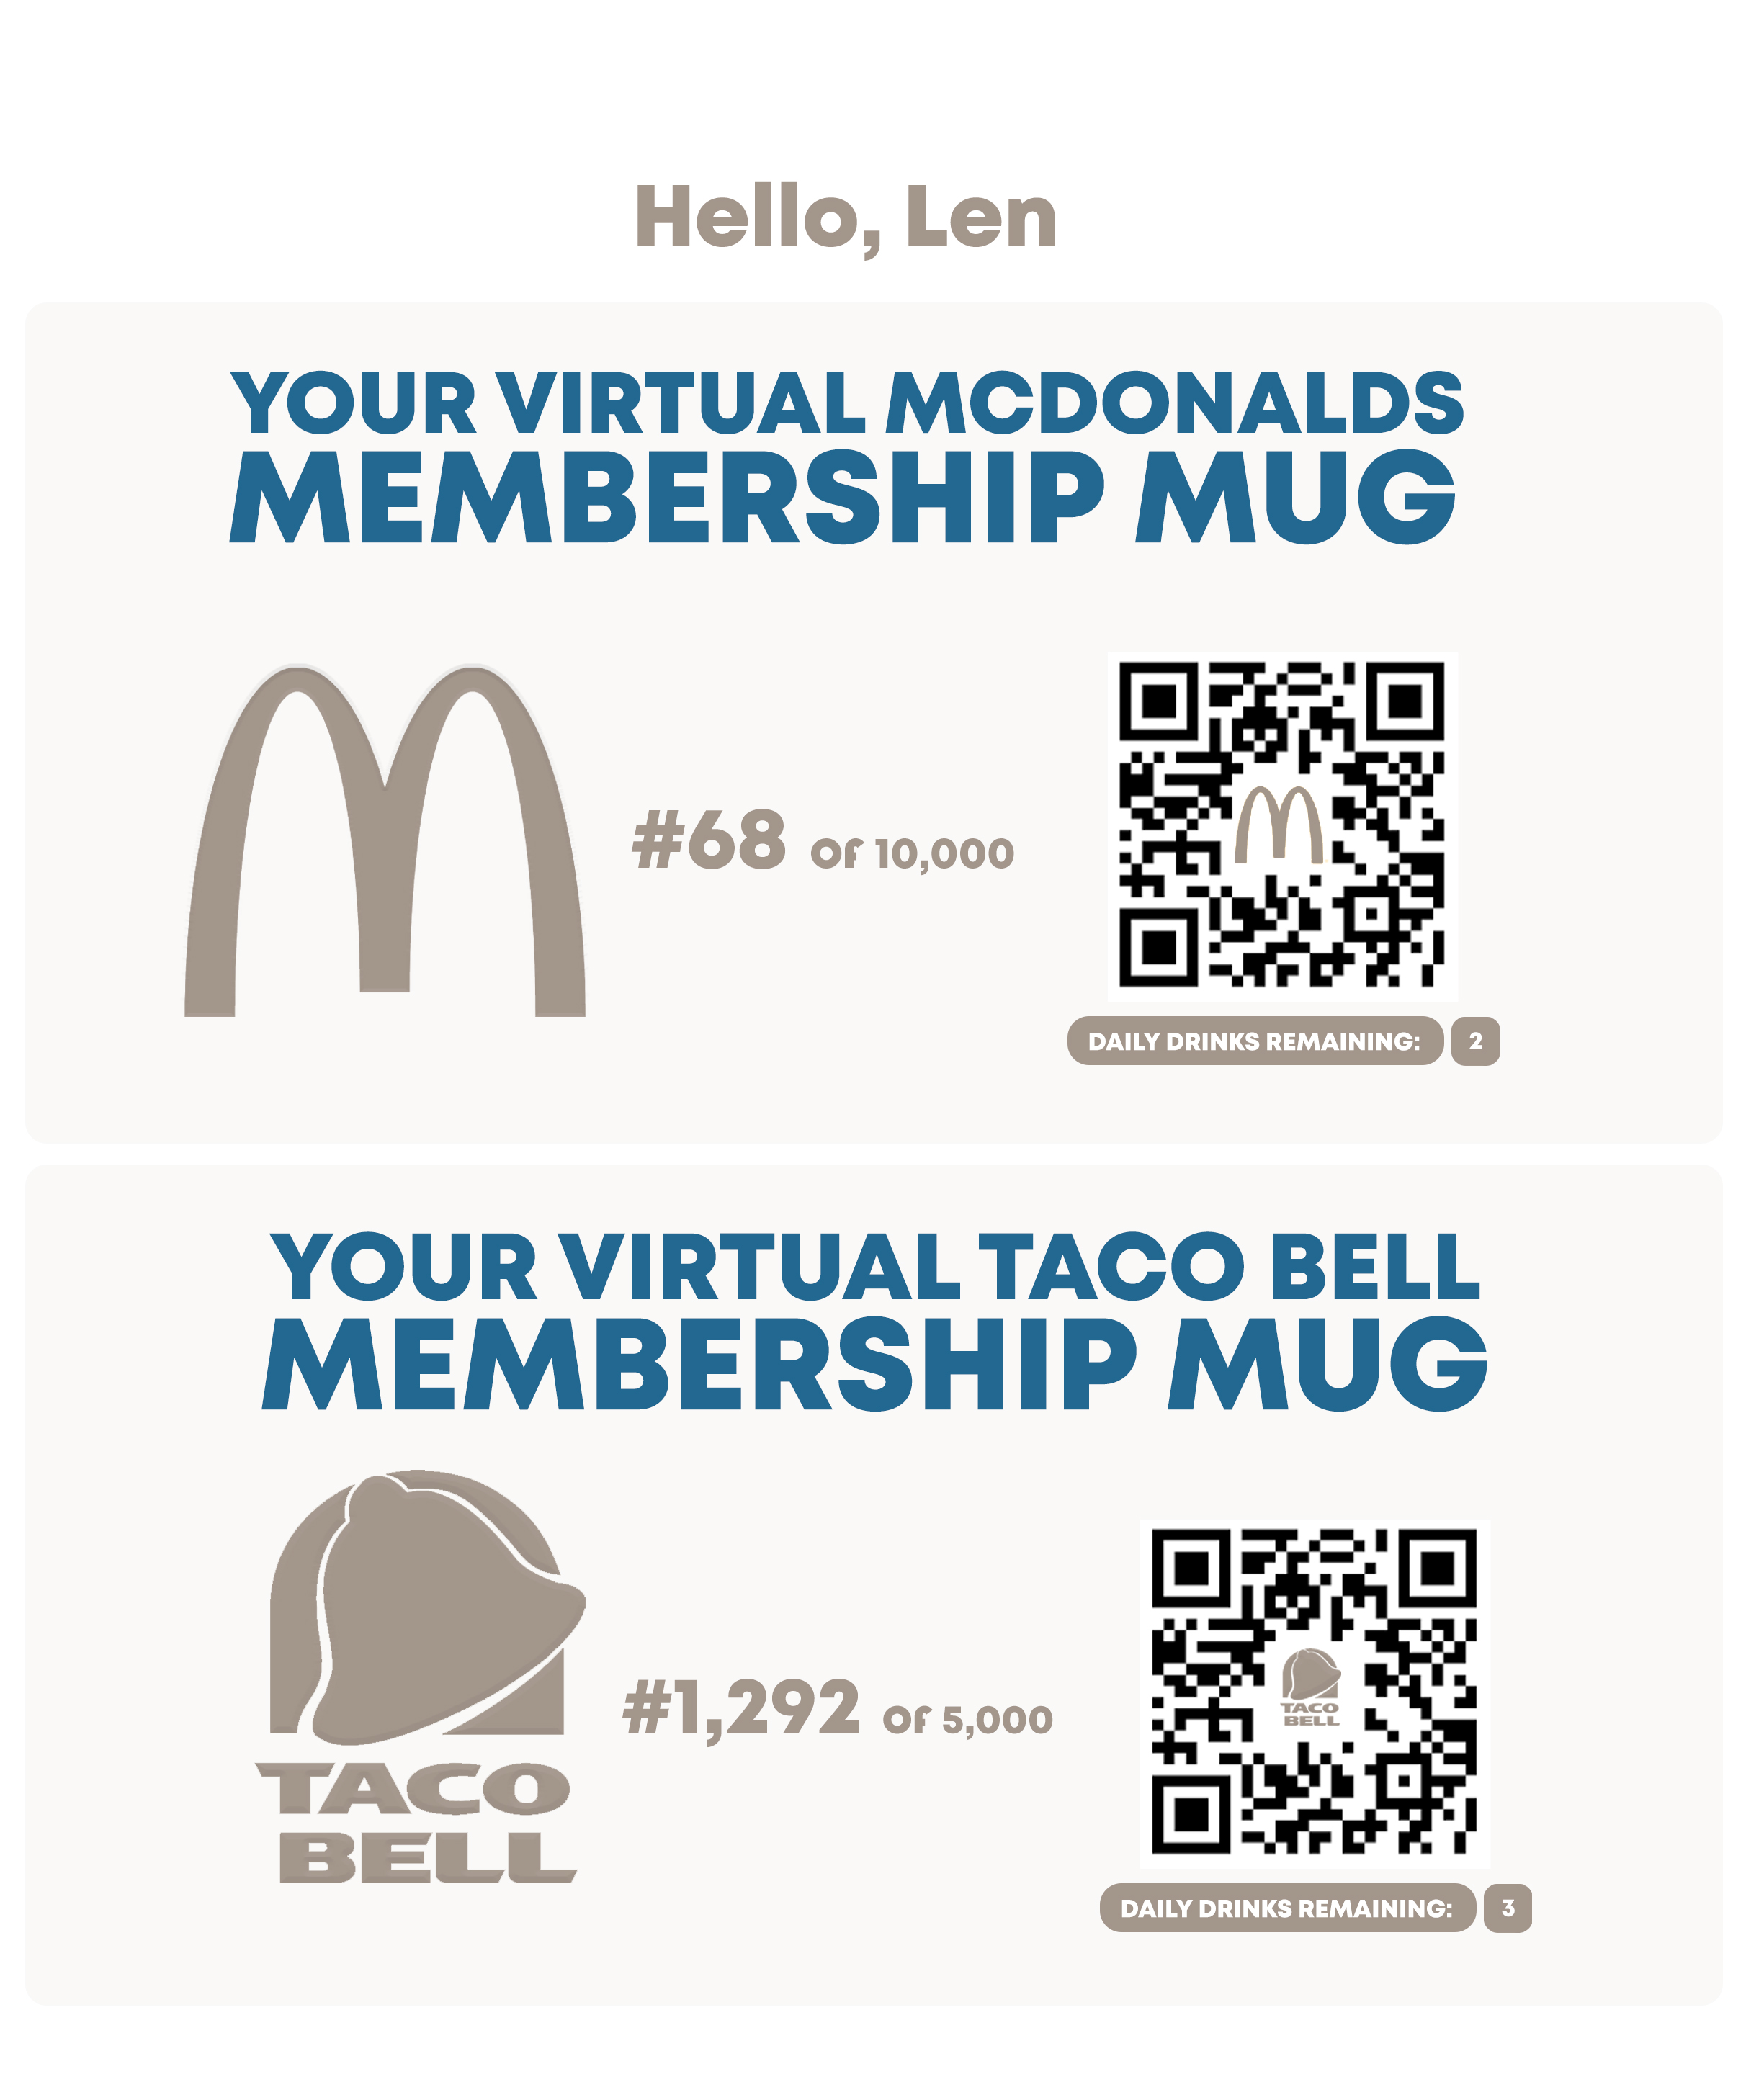 Hello, Len
YOUR VIRTUAL MCDONALDS
MEMBERSHIP MUG
#68 of 10,000
DAILY DRINKS REMAINING: 2
YOUR VIRTUAL TACO BELL
MEMBERSHIP MUG
TACO
BELL
#1,292 of 5,000
TACO
BELL
DAILY DRINKS REMAINING: 3